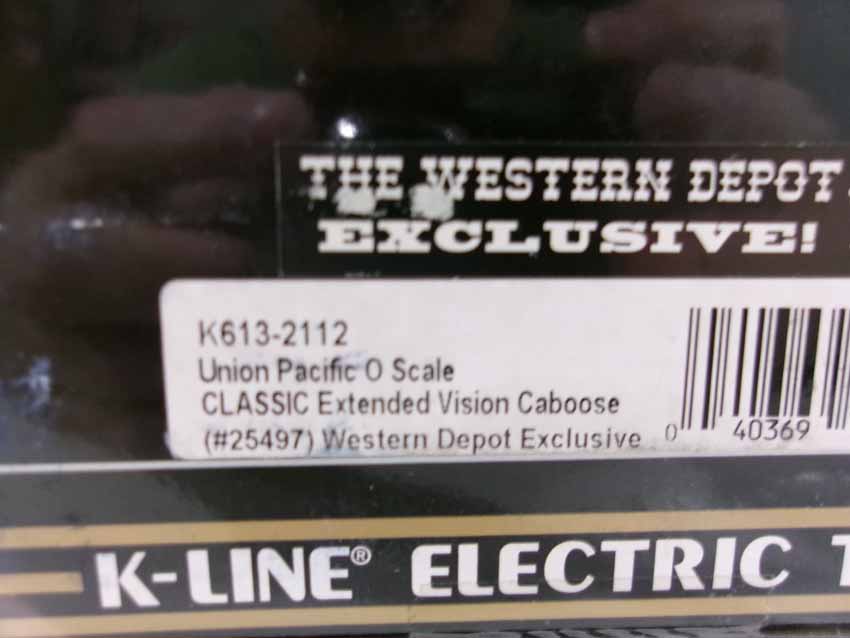 THE WESTERN DEPOT
EXCLUSIVE!
K613-2112
Union Pacific O Scale
CLASSIC Extended Vision Caboose
(#25497) Western Depot Exclusive
0 40369
K-LINE® ELECTRIC T